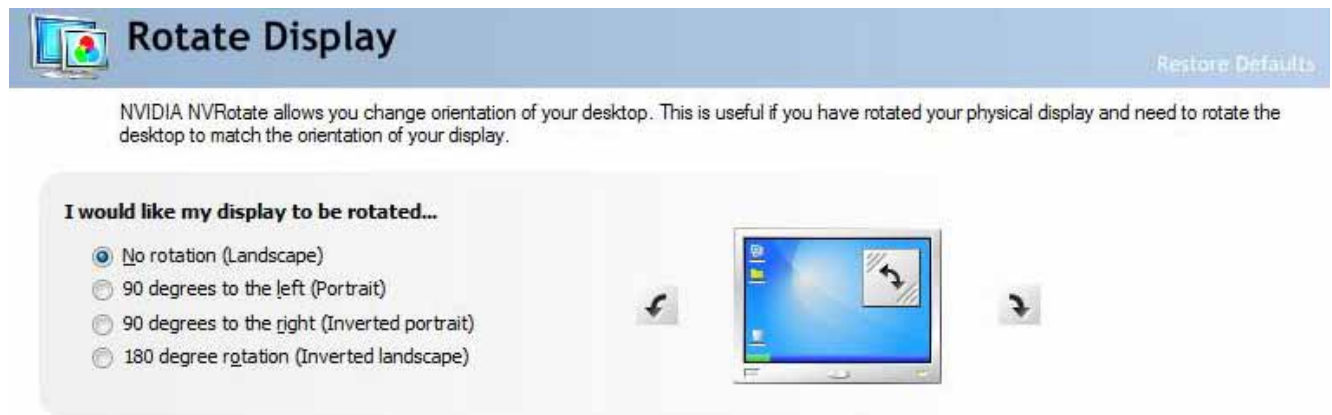 Rotate Display
Restore Defaults
NVIDIA NVRotate allows you change orientation of your desktop. This is useful if you have rotated your physical display and need to rotate the
desktop to match the orientation of your display.
I would like my display to be rotated...
No rotation (Landscape)
90 degrees to the left (Portrait)
90 degrees to the right (Inverted portrait)
180 degree rotation (Inverted landscape)